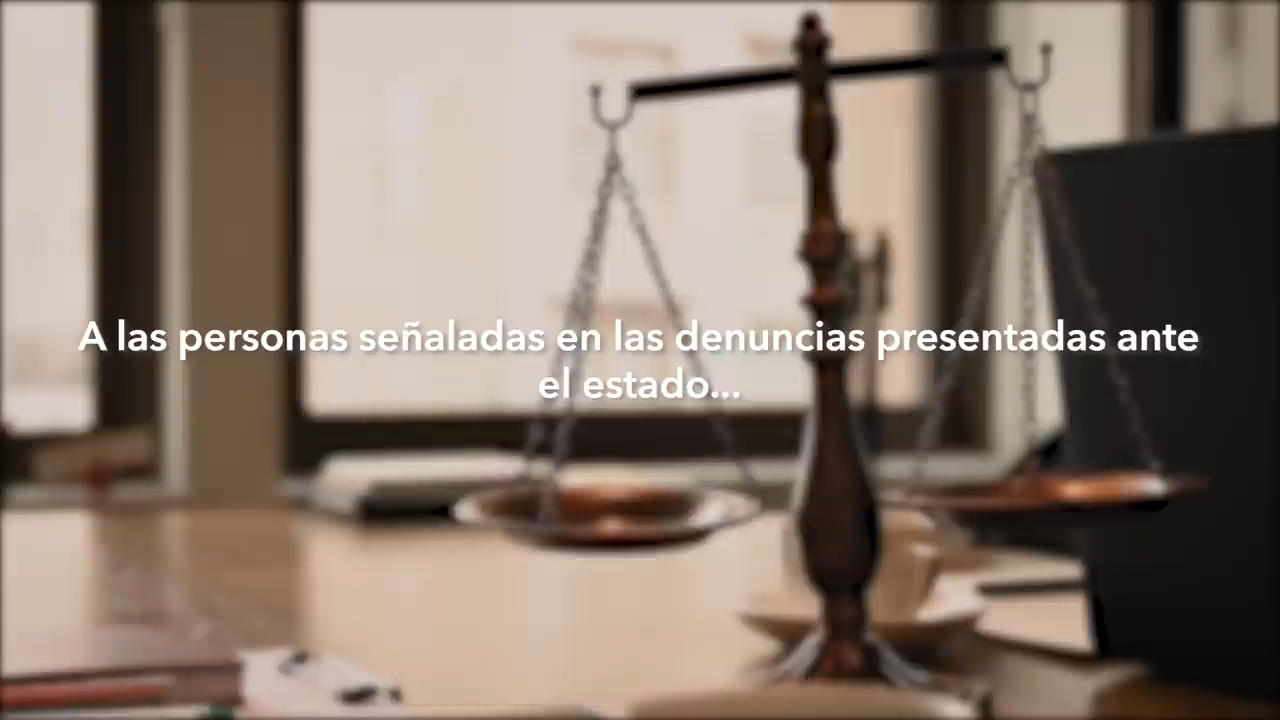 A las personas señaladas en las denuncias presentadas ante
el estado...